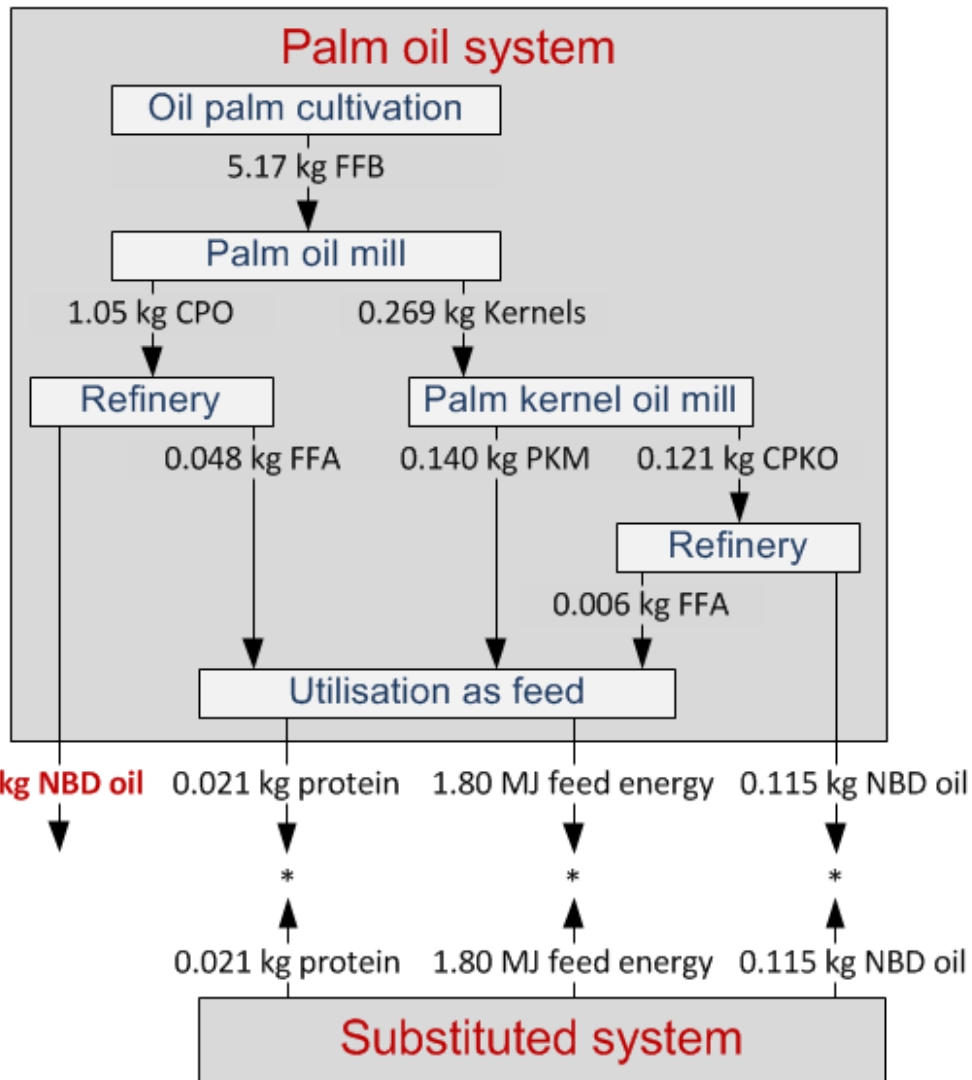 Palm oil system
Oil palm cultivation
5.17 kg FFB
Palm oil mill
1.05 kg CPO
0.269 kg Kernels
Refinery
Palm kernel oil mill
0.048 kg FFA
0.140 kg PKM
0.121 kg CPKO
Refinery
0.006 kg FFA
Utilisation as feed
kg NBD oil
0.021 kg protein
1.80 MJ feed energy
0.115 kg NBD oil
*
*
*
0.021 kg protein
1.80 MJ feed energy
0.115 kg NBD oil
Substituted system